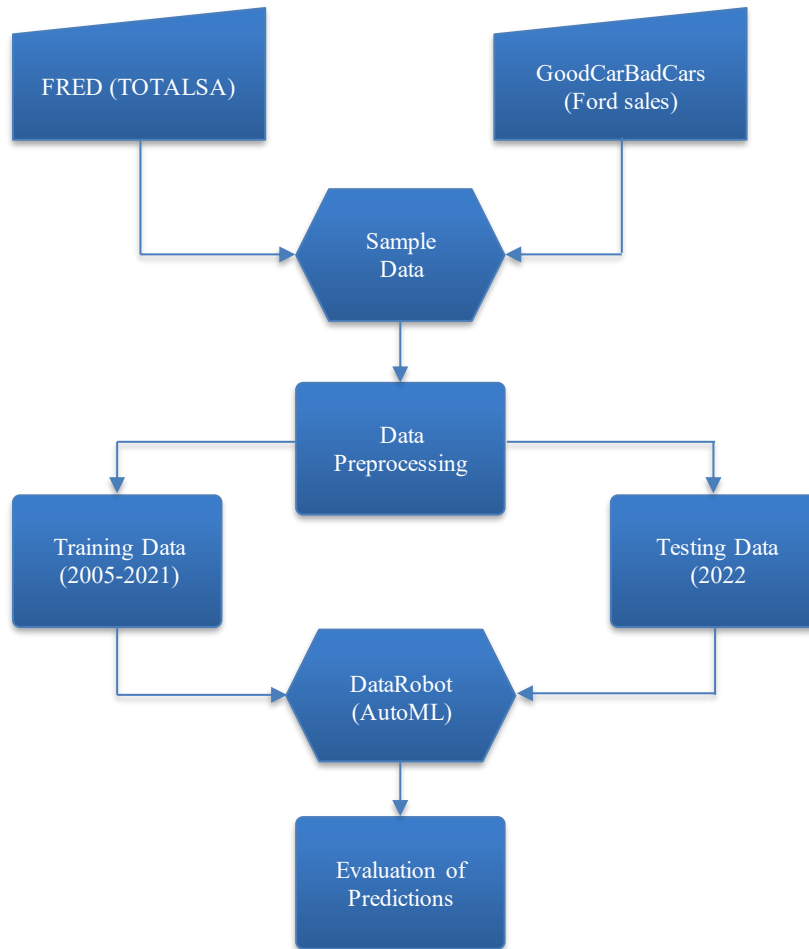 FRED (TOTALSA)
GoodCarBadCars
(Ford sales)
Sample
Data
Data
Preprocessing
Training Data
(2005-2021)
Testing Data
(2022
DataRobot
(AutoML)
Evaluation of
Predictions